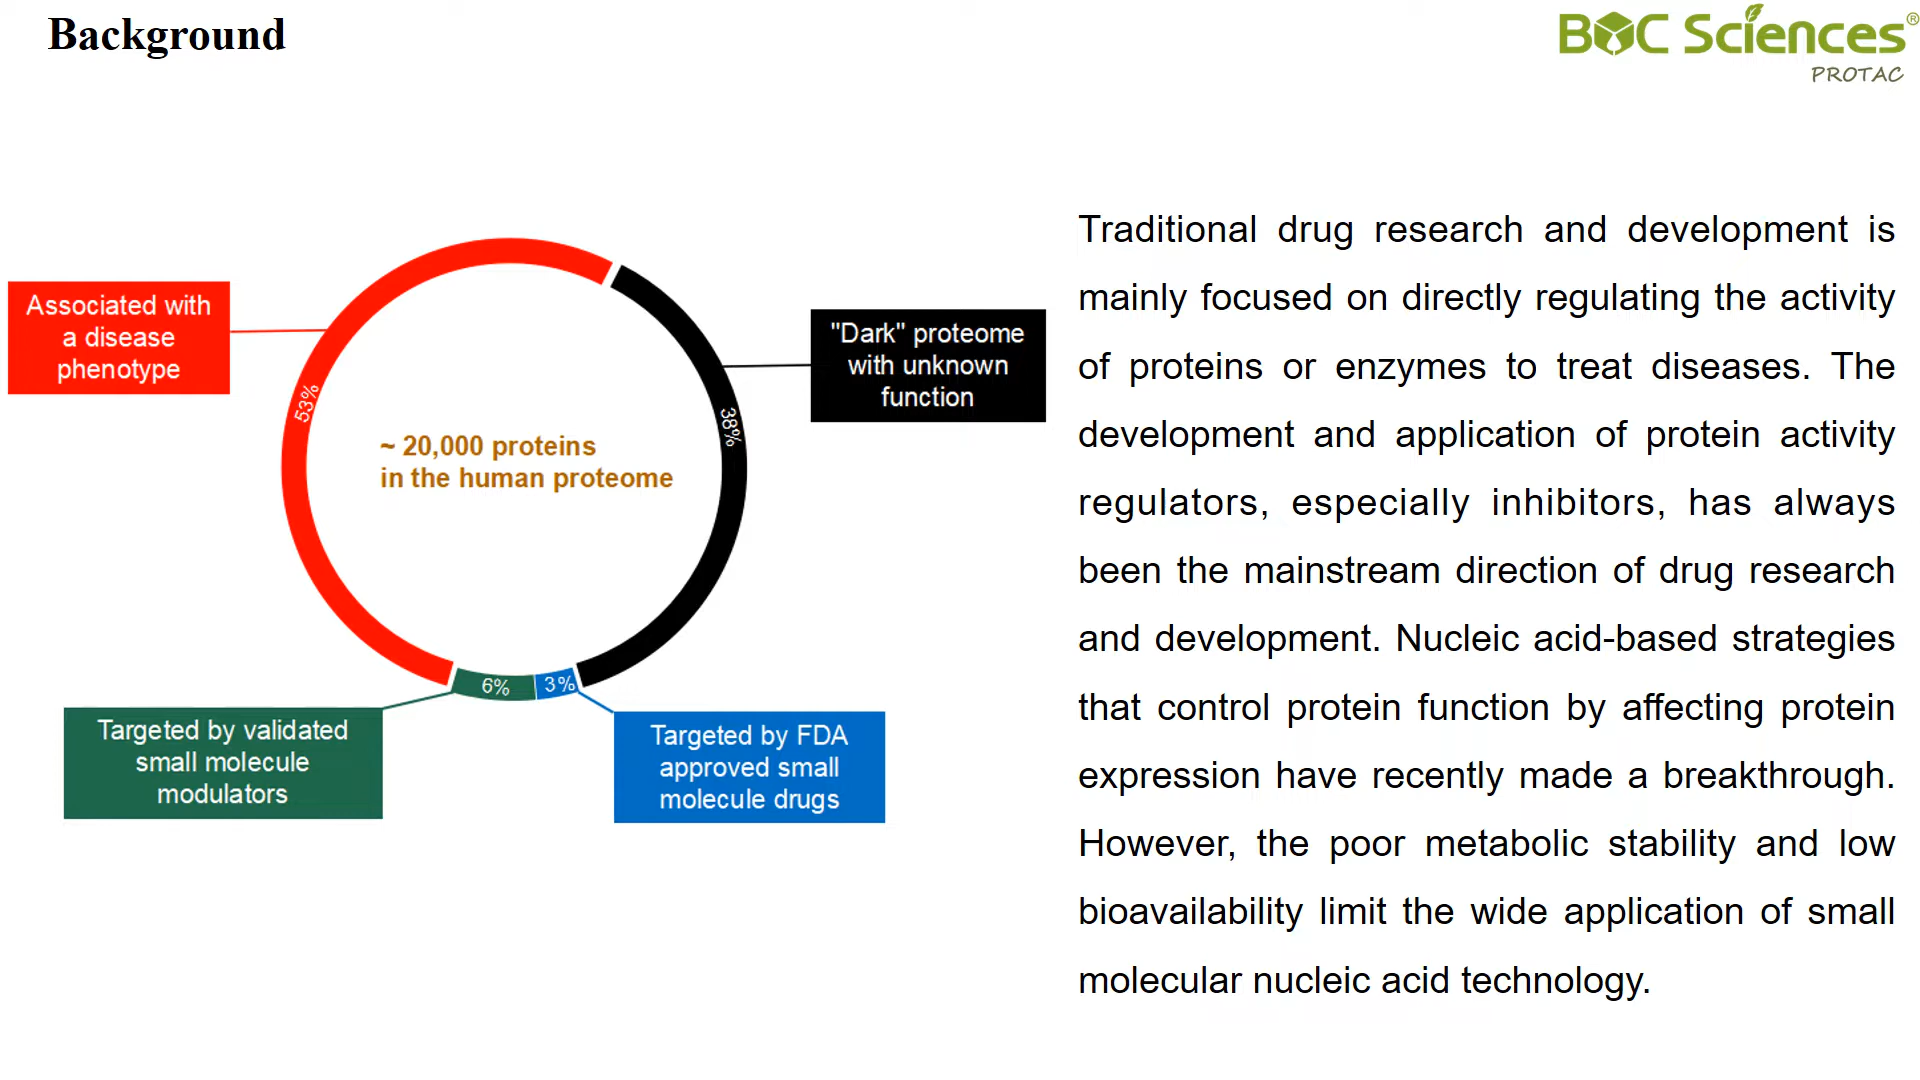 Background
BOC Sciences®
PROTAC
Associated with
a disease
phenotype
53%
"Dark" proteome
with unknown
function
38%
~ 20,000 proteins
in the human proteome
6%
3%
Targeted by validated
small molecule
modulators
Targeted by FDA
approved small
molecule drugs
Traditional drug research and development is
mainly focused on directly regulating the activity
of proteins or enzymes to treat diseases. The
development and application of protein activity
regulators, especially inhibitors, has always
been the mainstream direction of drug research
and development. Nucleic acid-based strategies
that control protein function by affecting protein
expression have recently made a breakthrough.
However, the poor metabolic stability and low
bioavailability limit the wide application of small
molecular nucleic acid technology.